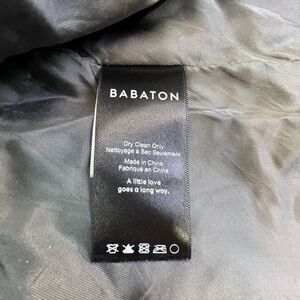 BABATON
Dry Clean Only
Nettoyage à Sec Seulement
Made in China
Fabriqué en Chine
A little love
goes a long way.